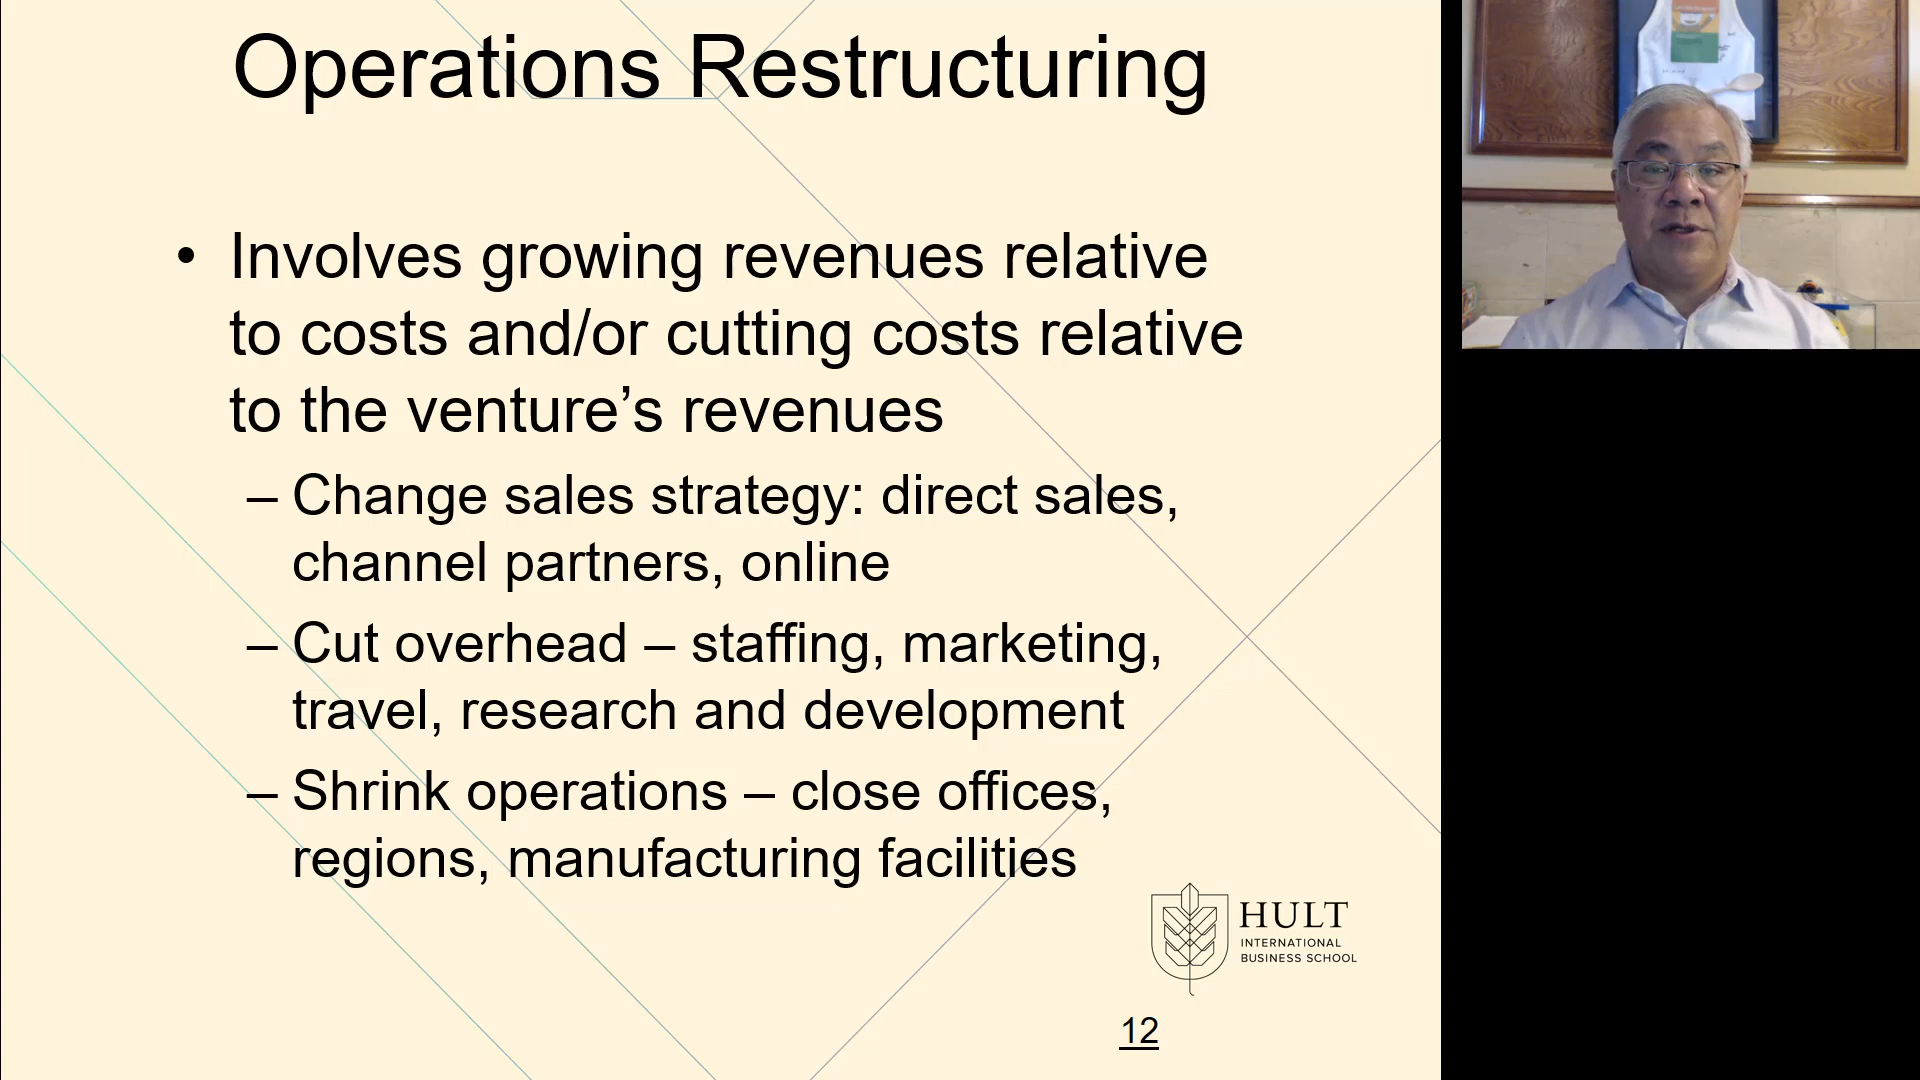 Operations Restructuring
• Involves growing revenues relative
to costs and/or cutting costs relative
to the venture’s revenues
– Change sales strategy: direct sales,
channel partners, online
– Cut overhead – staffing, marketing,
travel, research and development
– Shrink operations – close offices,
regions, manufacturing facilities
HULT
INTERNATIONAL
BUSINESS SCHOOL
12